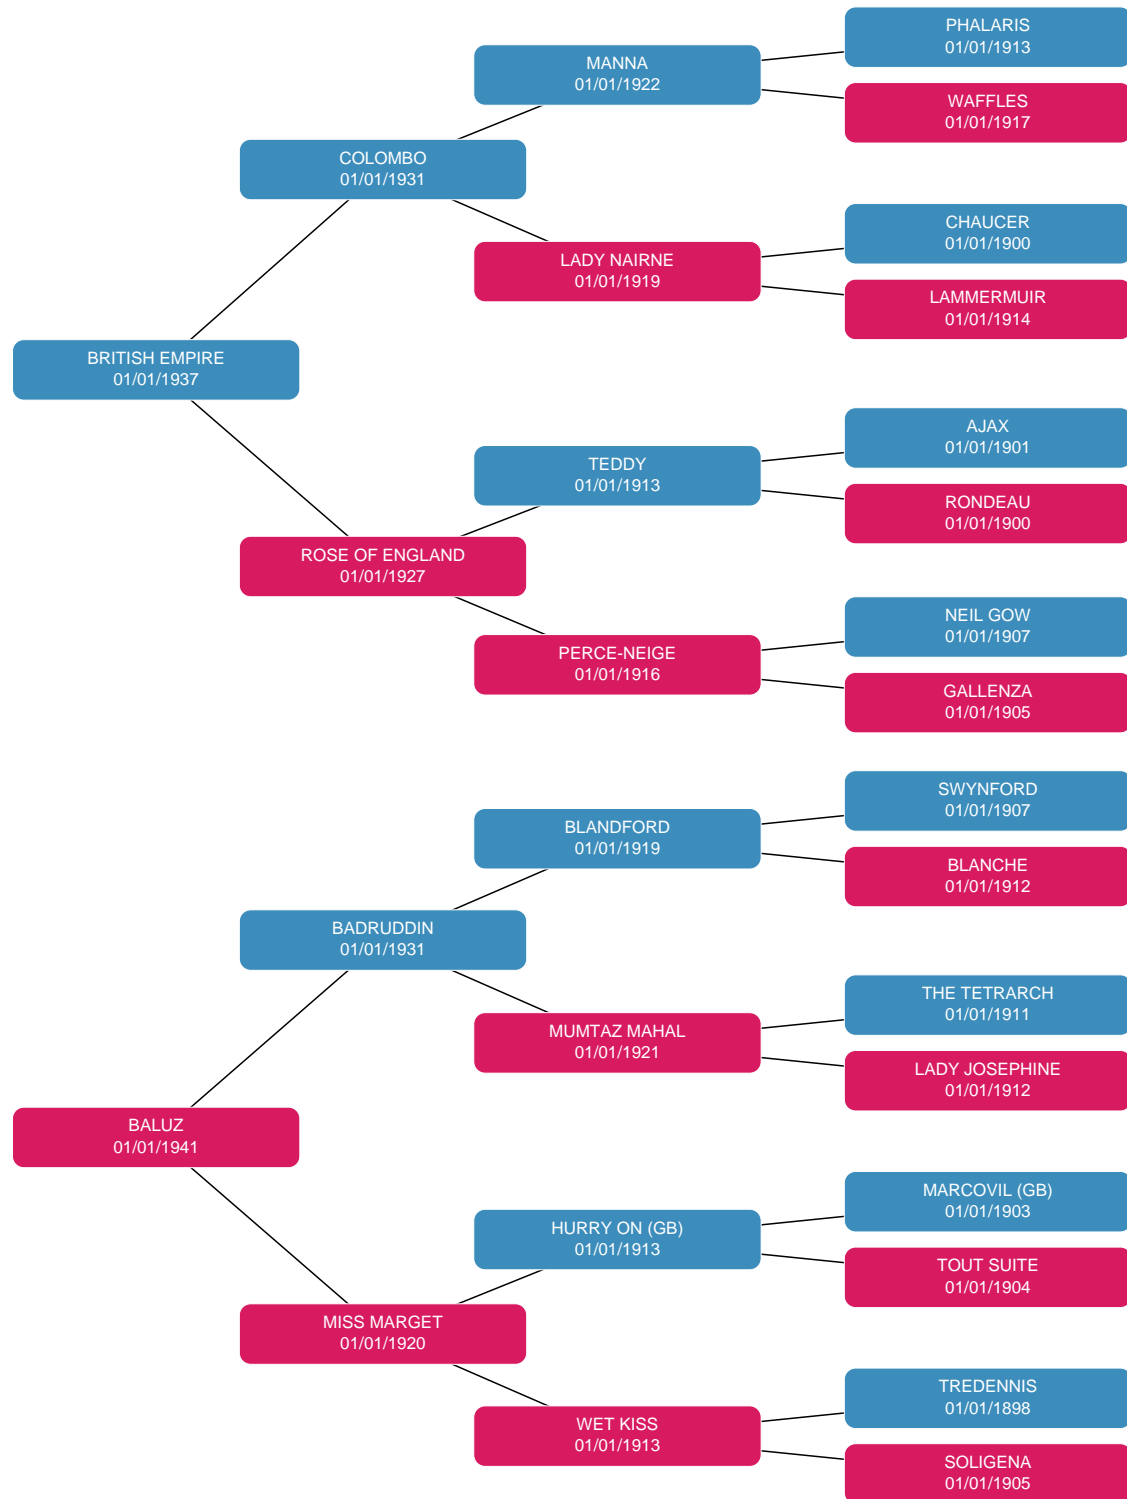 PHALARIS
01/01/1913
MANNA
01/01/1922
WAFFLES
01/01/1917
COLOMBO
01/01/1931
CHAUCER
01/01/1900
LADY NAIRNE
01/01/1919
LAMMERMUIR
01/01/1914
BRITISH EMPIRE
01/01/1937
AJAX
01/01/1901
TEDDY
01/01/1913
RONDEAU
01/01/1900
ROSE OF ENGLAND
01/01/1927
NEIL GOW
01/01/1907
PERCE-NEIGE
01/01/1916
GALLENZA
01/01/1905
SWYNFORD
01/01/1907
BLANDFORD
01/01/1919
BLANCHE
01/01/1912
BADRUDDIN
01/01/1931
THE TETRARCH
01/01/1911
MUMTAZ MAHAL
01/01/1921
LADY JOSEPHINE
01/01/1912
BALUZ
01/01/1941
MARCOVIL (GB)
01/01/1903
HURRY ON (GB)
01/01/1913
TOUT SUITE
01/01/1904
MISS MARGET
01/01/1920
TREDENNIS
01/01/1898
WET KISS
01/01/1913
SOLIGENA
01/01/1905